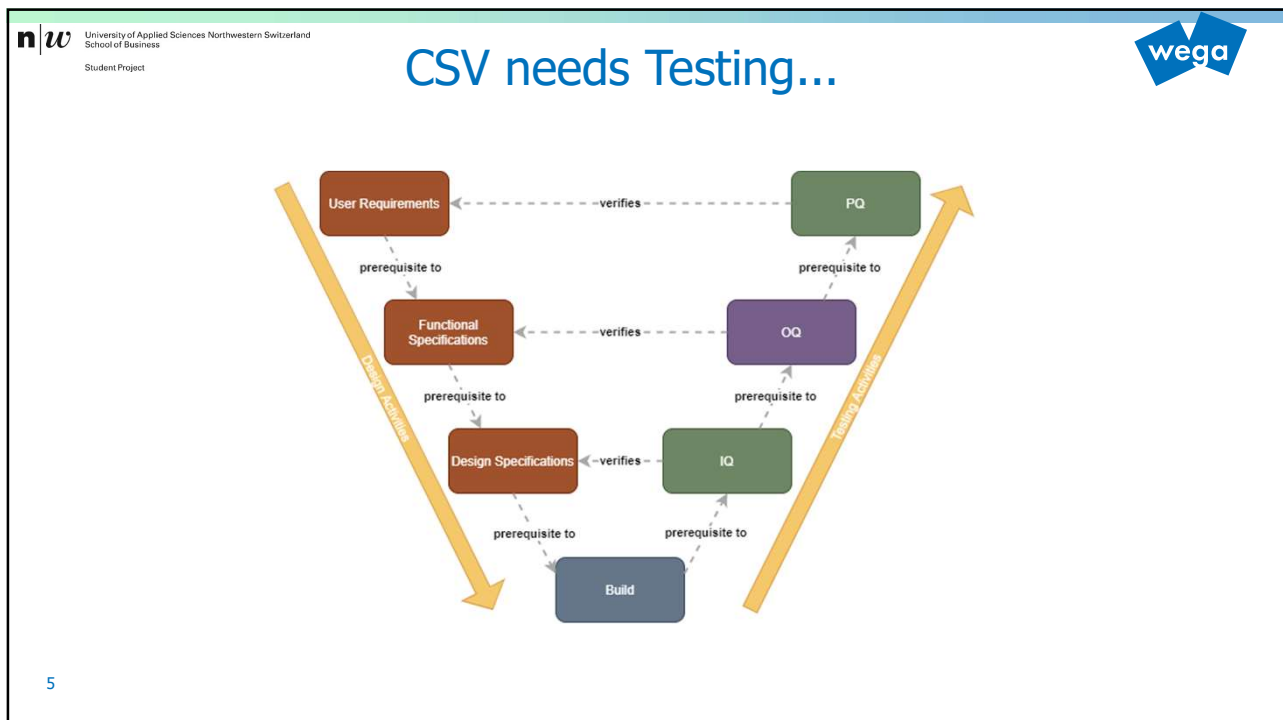 n|w
University of Applied Sciences Northwestern Switzerland
School of Business
Student Project
CSV needs Testing...
wega
User Requirements
verifies
PQ
prerequisite to
prerequisite to
Functional
Specifications
verifies
OQ
Design Activities
Testing Activities
prerequisite to
prerequisite to
Design Specifications
verifies
IQ
prerequisite to
prerequisite to
Build
5